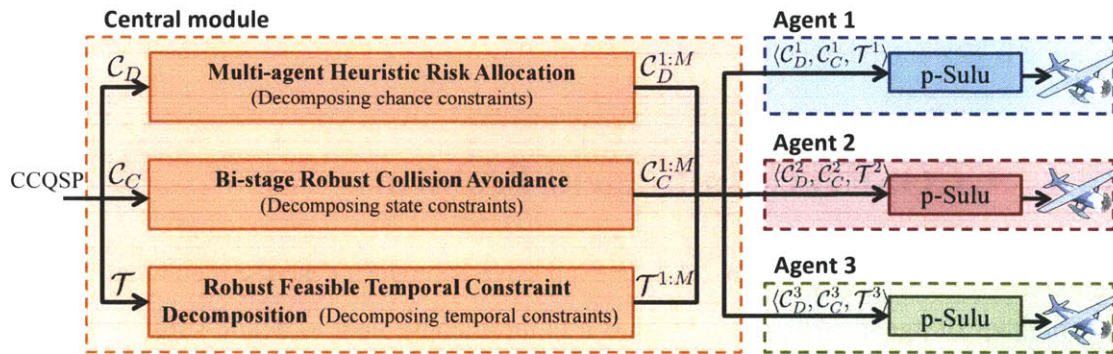 Central module
CCQSP
𝒞_D
Multi-agent Heuristic Risk Allocation
(Decomposing chance constraints)
𝒞_D^{1:M}
𝒞_C
Bi-stage Robust Collision Avoidance
(Decomposing state constraints)
𝒞_C^{1:M}
𝒯
Robust Feasible Temporal Constraint
Decomposition (Decomposing temporal constraints)
𝒯^{1:M}
Agent 1
⟨𝒞_D^1, 𝒞_C^1, 𝒯^1⟩
p-Sulu
Agent 2
⟨𝒞_D^2, 𝒞_C^2, 𝒯^2⟩
p-Sulu
Agent 3
⟨𝒞_D^3, 𝒞_C^3, 𝒯^3⟩
p-Sulu